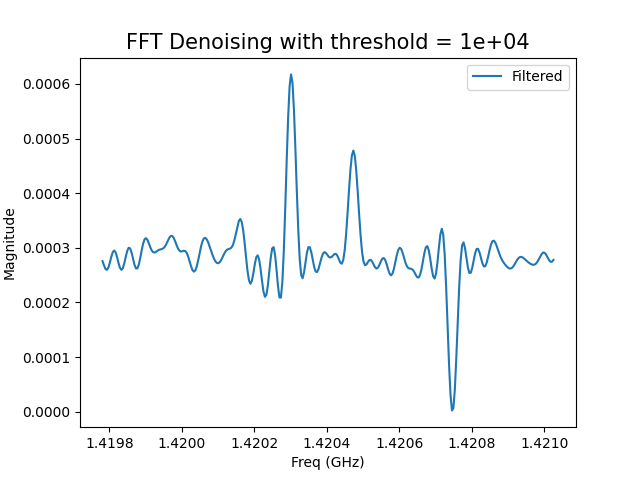 FFT Denoising with threshold = 1e+04
Filtered
0.0006
0.0005
0.0004
0.0003
0.0002
0.0001
0.0000
Magnitude
1.4198 1.4200 1.4202 1.4204 1.4206 1.4208 1.4210
Freq (GHz)